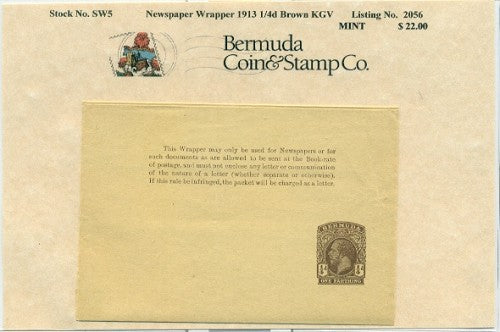 Stock No. SW5 Newspaper Wrapper 1913 1/4d Brown KGV Listing No. 2056
MINT $ 22.00
Bermuda
Coin&Stamp Co.
This Wrapper may only be used for Newspapers or for
such documents as are allowed to be sent at the Book-rate
of postage, and must not enclose any letter or communication
of the nature of a letter (whether separate or otherwise).
If this rule be infringed, the packet will be charged as a letter.
BERMUDA
¼ ¼
ONE FARTHING